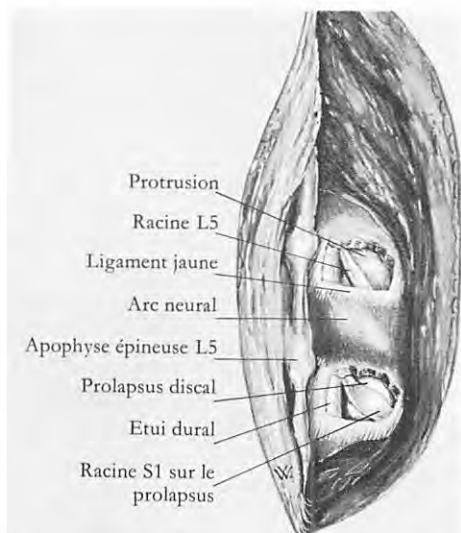 Protrusion
Racine L5
Ligament jaune
Arc neural
Apophyse épineuse L5
Prolapsus discal
Etui dural
Racine S1 sur le
prolapsus